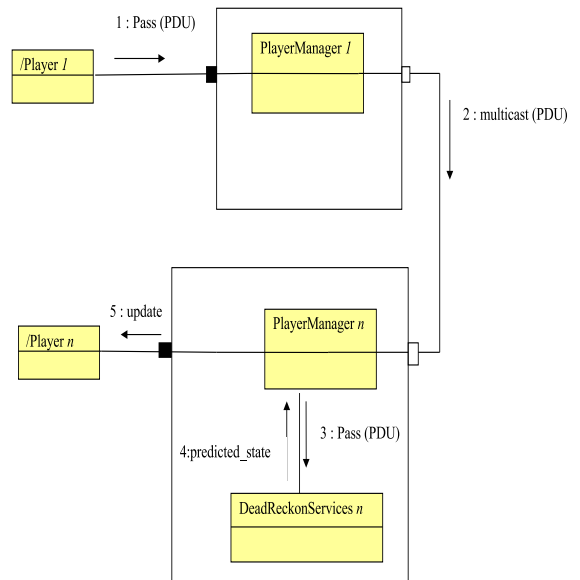 1 : Pass (PDU)
/Player 1
PlayerManager 1
2 : multicast (PDU)
5 : update
/Player n
PlayerManager n
3 : Pass (PDU)
4:predicted_state
DeadReckonServices n